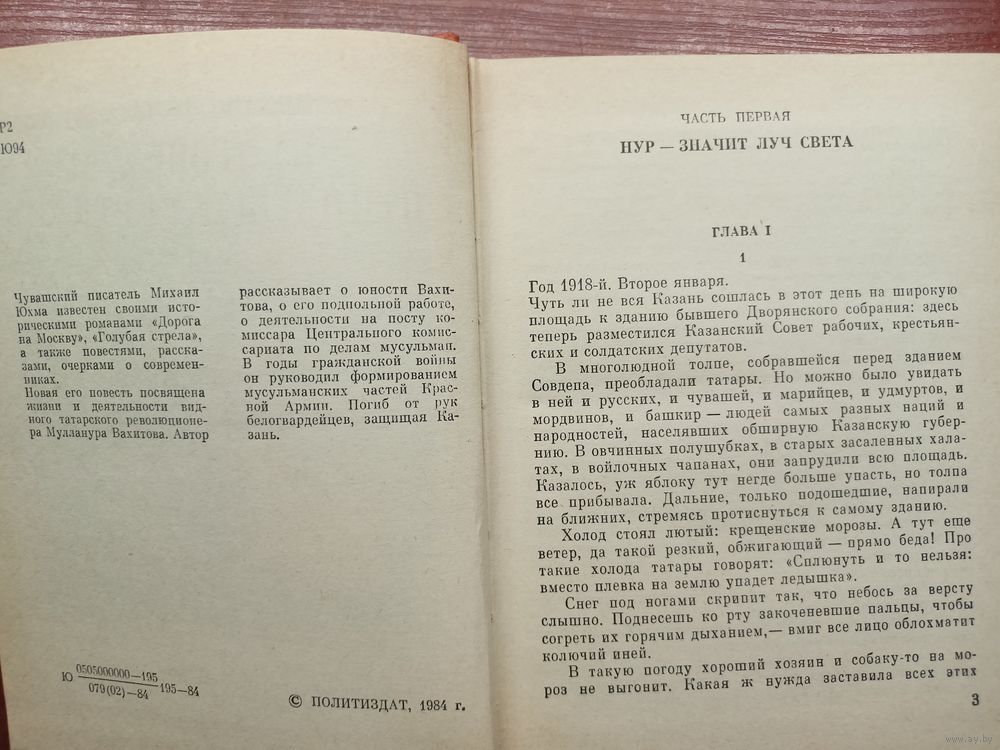 Р2
Ю94
Чувашский писатель Михаил
Юхма известен своими исто-
рическими романами «Дорога
на Москву», «Голубая стрела»,
а также повестями, расска-
зами, очерками о современ-
никах.
Новая его повесть посвящена
жизни и деятельности вид-
ного татарского революционе-
ра Мулланура Вахитова. Автор
рассказывает о юности Вахи-
това, о его подпольной работе,
о деятельности на посту ко-
миссара Центрального комис-
сариата по делам мусульман.
В годы гражданской войны
он руководил формированием
мусульманских частей Крас-
ной Армии. Погиб от рук
белогвардейцев, защищая Ка-
зань.
Ю 0505000000—195
079(02)—84 195—84
© ПОЛИТИЗДАТ, 1984 г.
ЧАСТЬ ПЕРВАЯ
НУР — ЗНАЧИТ ЛУЧ СВЕТА
ГЛАВА I
1
Год 1918-й. Второе января.
Чуть ли не вся Казань сошлась в этот день на широкую
площадь к зданию бывшего Дворянского собрания: здесь
теперь разместился Казанский Совет рабочих, крестьян-
ских и солдатских депутатов.
В многолюдной толпе, собравшейся перед зданием
Совдепа, преобладали татары. Но можно было увидать
в ней и русских, и чувашей, и марийцев, и удмуртов, и
мордвинов, и башкир — людей самых разных наций и
народностей, населявших обширную Казанскую губер-
нию. В овчинных полушубках, в старых засаленных хала-
тах, в войлочных чапанах, они запрудили всю площадь.
Казалось, уж яблоку тут негде больше упасть, но толпа
все прибывала. Дальние, только подошедшие, напирали
на ближних, стремясь протиснуться к самому зданию.
Холод стоял лютый: крещенские морозы. А тут еще
ветер, да такой резкий, обжигающий — прямо беда! Про
такие холода татары говорят: «Сплюнуть и то нельзя:
вместо плевка на землю упадет ледышка».
Снег под ногами скрипит так, что небось за версту
слышно. Поднесешь ко рту закоченевшие пальцы, чтобы
согреть их горячим дыханием,— вмиг все лицо облохматит
колючий иней.
В такую погоду хороший хозяин и собаку-то на мо-
роз не выгонит. Какая ж нужда заставила всех этих
3
www.ay.by